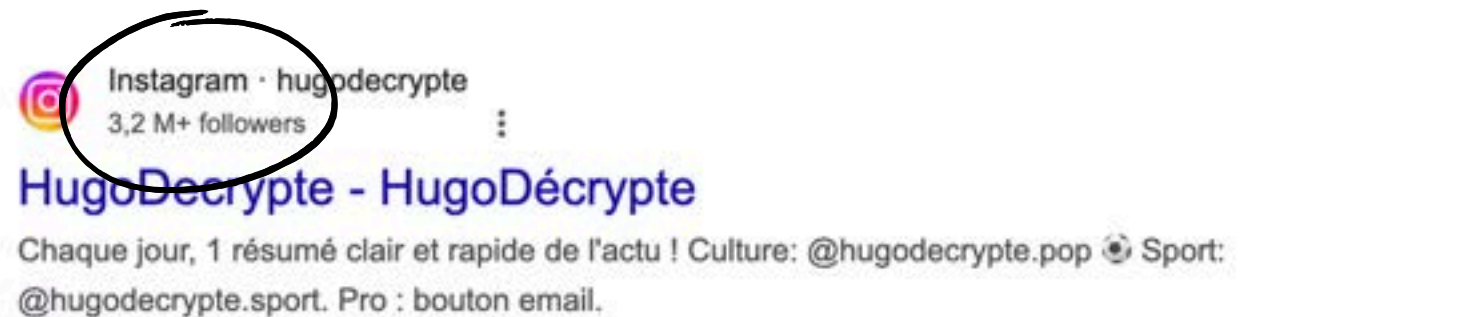 Instagram · hugodecrypte
3,2 M+ followers
HugoDecrypte - HugoDécrypte
Chaque jour, 1 résumé clair et rapide de l'actu ! Culture: @hugodecrypte.pop ⚽ Sport:
@hugodecrypte.sport. Pro : bouton email.